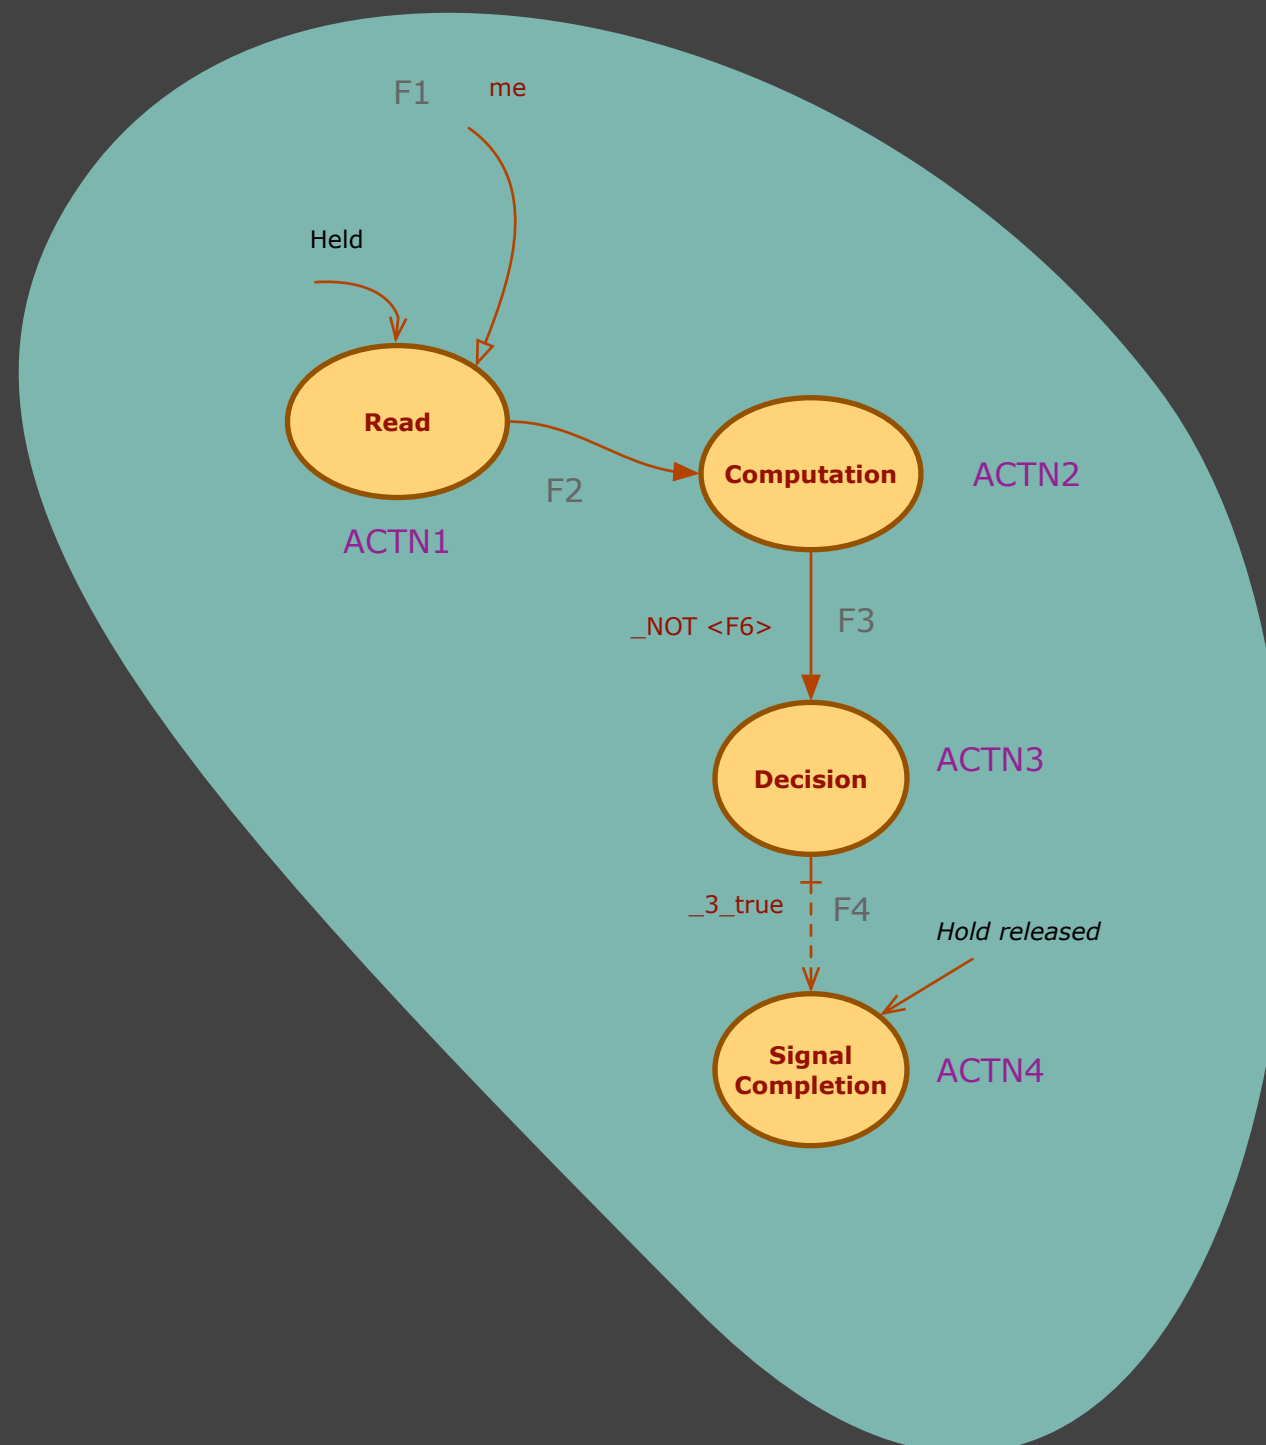 F1
me
Held
Read
F2
ACTN1
Computation
ACTN2
_NOT <F6>
F3
Decision
ACTN3
_3_true
F4
Hold released
Signal
Completion
ACTN4